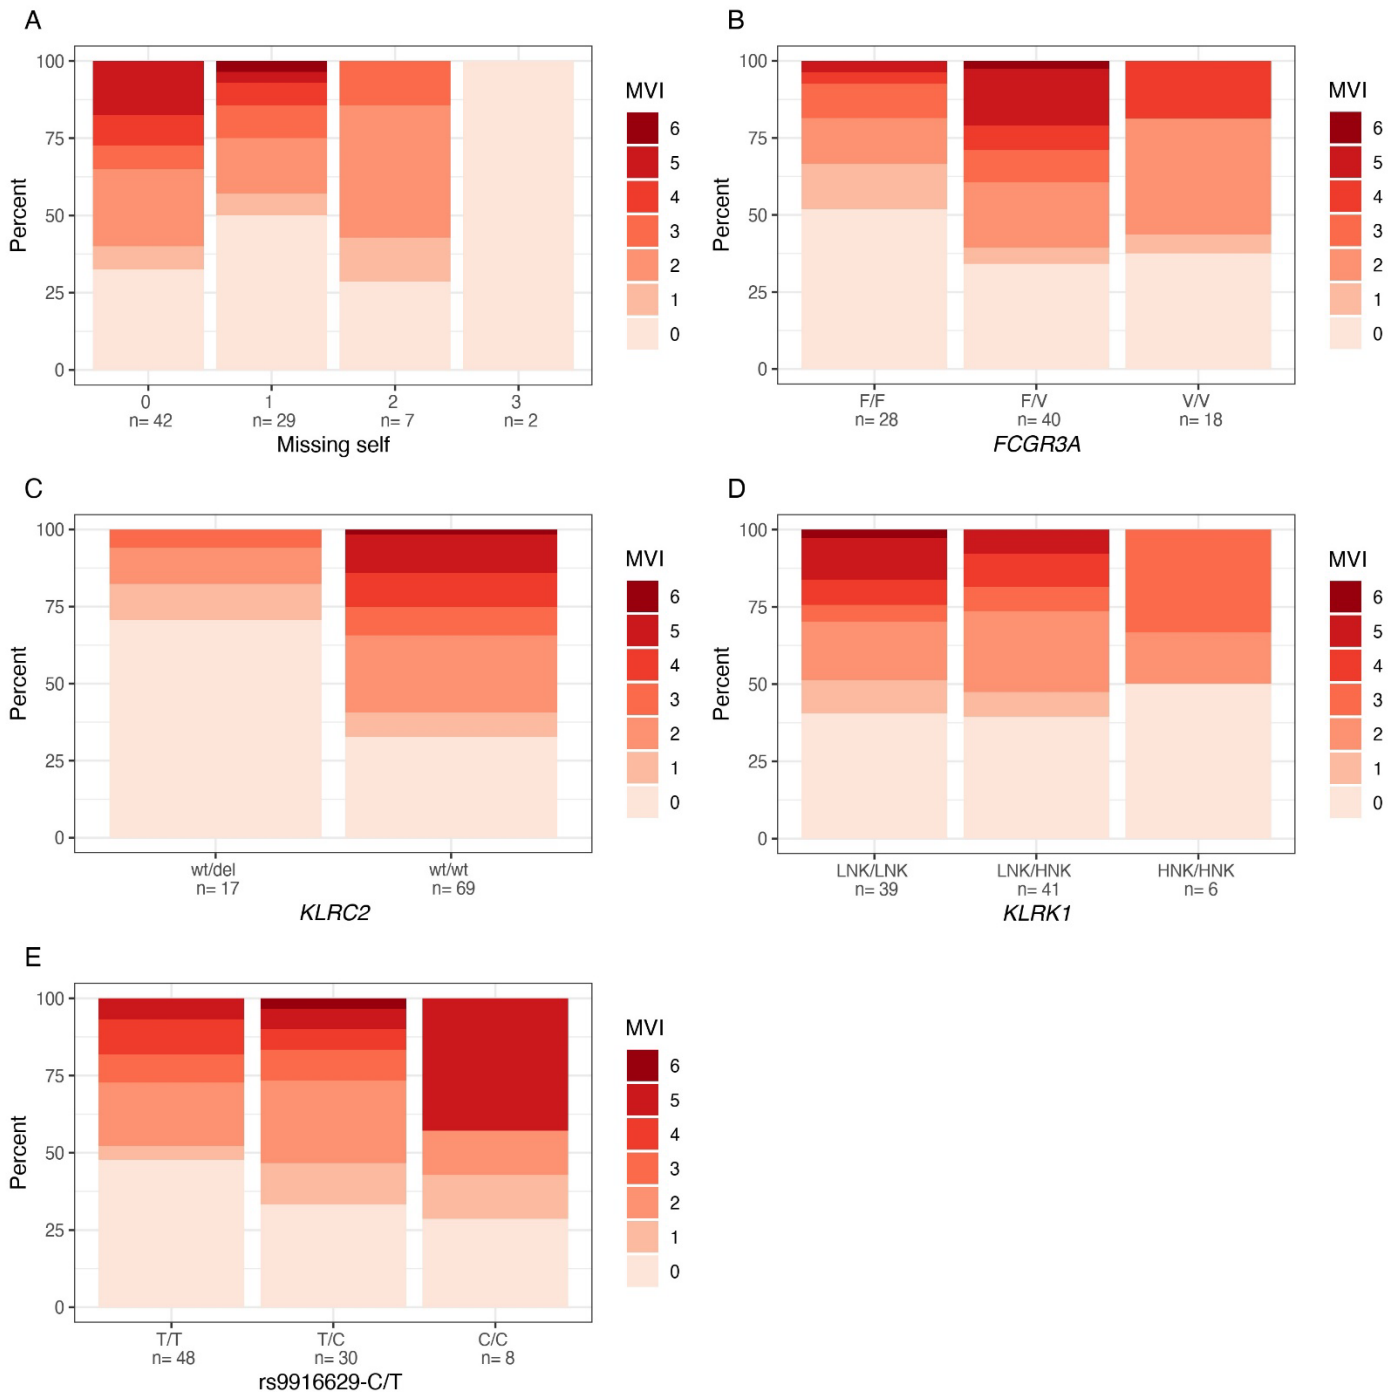 A
Percent
100
75
50
25
0
0 1 2 3
n= 42 n= 29 n= 7 n= 2
Missing self
MVI
6
5
4
3
2
1
0
B
Percent
100
75
50
25
0
F/F F/V V/V
n= 28 n= 40 n= 18
FCGR3A
MVI
6
5
4
3
2
1
0
C
Percent
100
75
50
25
0
wt/del wt/wt
n= 17 n= 69
KLRC2
MVI
6
5
4
3
2
1
0
D
Percent
100
75
50
25
0
LNK/LNK LNK/HNK HNK/HNK
n= 39 n= 41 n= 6
KLRK1
MVI
6
5
4
3
2
1
0
E
Percent
100
75
50
25
0
T/T T/C C/C
n= 48 n= 30 n= 8
rs9916629-C/T
MVI
6
5
4
3
2
1
0